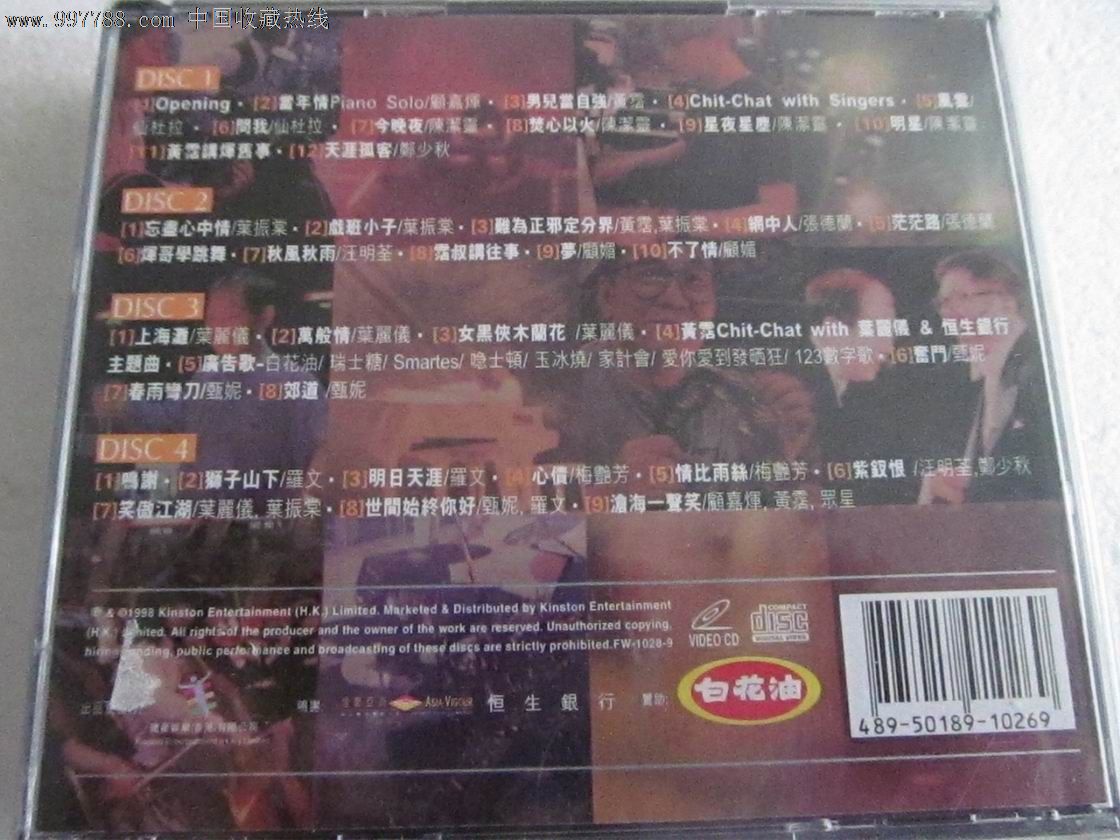 www.997788.com 中国收藏热线
DISC 1
[1]Opening・[2]當年情Piano Solo/顧嘉煇・[3]男兒當自強/黃霑・[4]Chit-Chat with Singers・[5]風雲/
仙杜拉・[6]問我/仙杜拉・[7]今晚夜/陳潔靈・[8]焚心以火/陳潔靈・[9]星夜星塵/陳潔靈・[10]明星/陳潔靈
[11]黃霑講煇舊事・[12]天涯孤客/鄭少秋
DISC 2
[1]忘盡心中情/葉振棠・[2]戲班小子/葉振棠・[3]難為正邪定分界/黃霑,葉振棠・[4]網中人/張德蘭・[5]茫茫路/張德蘭
[6]煇哥學跳舞・[7]秋風秋雨/汪明荃・[8]霑叔講往事・[9]夢/顧媚・[10]不了情/顧媚
DISC 3
[1]上海灘/葉麗儀・[2]萬般情/葉麗儀・[3]女黑俠木蘭花 /葉麗儀・[4]黃霑Chit-Chat with 葉麗儀 & 恒生銀行
主題曲・[5]廣告歌-白花油/ 瑞士糖/ Smartes/ 喼士頓/ 玉冰燒/ 家計會/ 愛你愛到發晒狂/ 123數字歌・[6]奮鬥/甄妮
[7]春雨彎刀/甄妮・[8]郊道 /甄妮
DISC 4
[1]鳴謝・[2]獅子山下/羅文・[3]明日天涯/羅文・[4]心債/梅艷芳・[5]情比雨絲/梅艷芳・[6]紫釵恨 /汪明荃,鄭少秋
[7]笑傲江湖/葉麗儀, 葉振棠・[8]世間始終你好/甄妮, 羅文・[9]滄海一聲笑/顧嘉煇, 黃霑, 眾星
℗ & ©1998 Kinston Entertainment (H.K.) Limited. Marketed & Distributed by Kinston Entertainment
(H.K.) Limited. All rights of the producer and the owner of the work are reserved. Unauthorized copying,
public performance and broadcasting of these discs are strictly prohibited.FW-1028-9
VIDEO CD
COMPACT
DISC
DIGITAL VIDEO
ASIA-VIGOUR
恒生銀行
贊助:
白花油
489-50189-10269